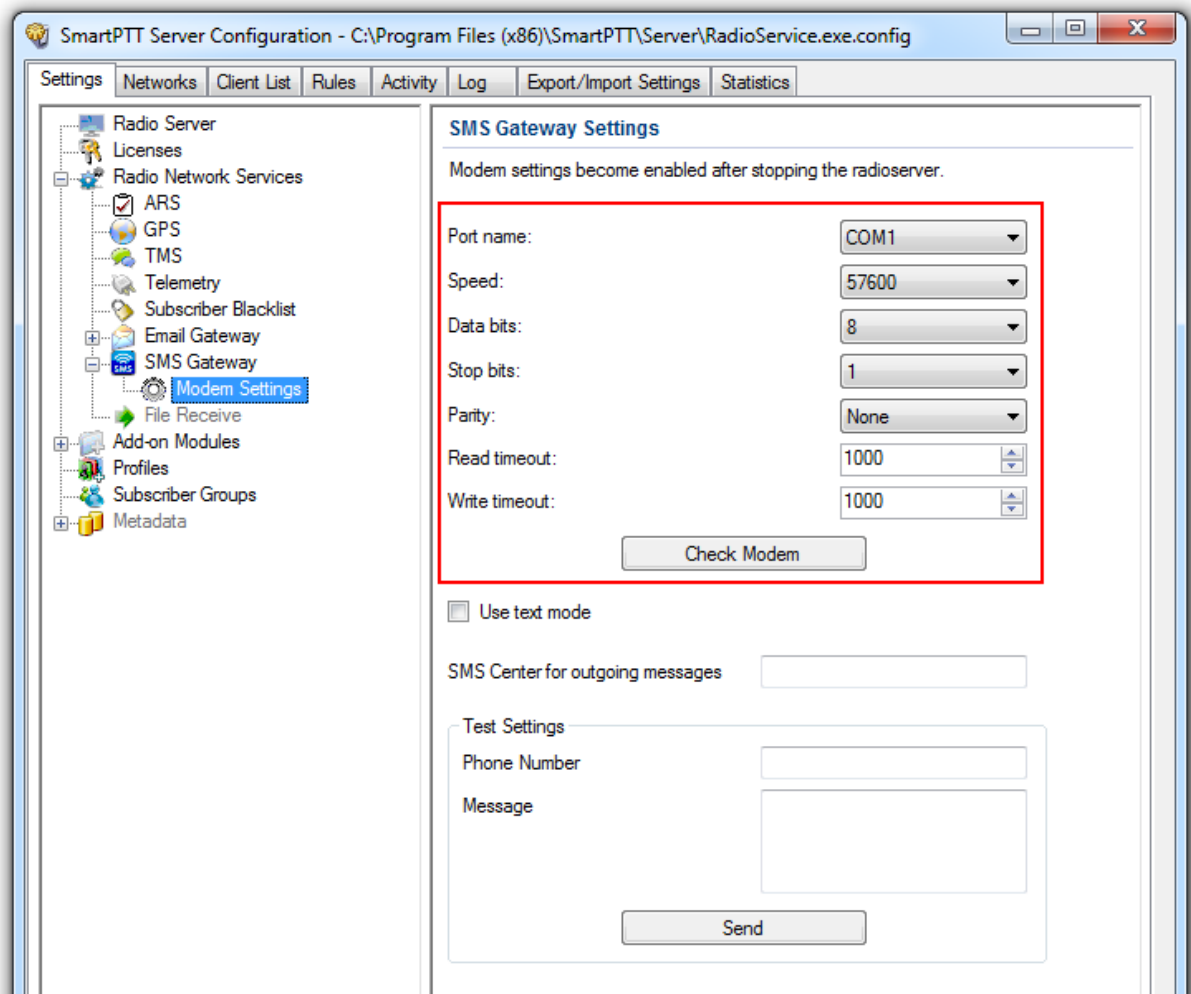 SmartPTT Server Configuration - C:\Program Files (x86)\SmartPTT\Server\RadioService.exe.config
Settings Networks Client List Rules Activity Log Export/Import Settings Statistics
Radio Server
Licenses
Radio Network Services
ARS
GPS
TMS
Telemetry
Subscriber Blacklist
Email Gateway
SMS Gateway
Modem Settings
File Receive
Add-on Modules
Profiles
Subscriber Groups
Metadata
SMS Gateway Settings
Modem settings become enabled after stopping the radioserver.
Port name: COM1
Speed: 57600
Data bits: 8
Stop bits: 1
Parity: None
Read timeout: 1000
Write timeout: 1000
Check Modem
Use text mode
SMS Center for outgoing messages
Test Settings
Phone Number
Message
Send